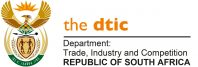 the dtic
Department:
Trade, Industry and Competition
REPUBLIC OF SOUTH AFRICA